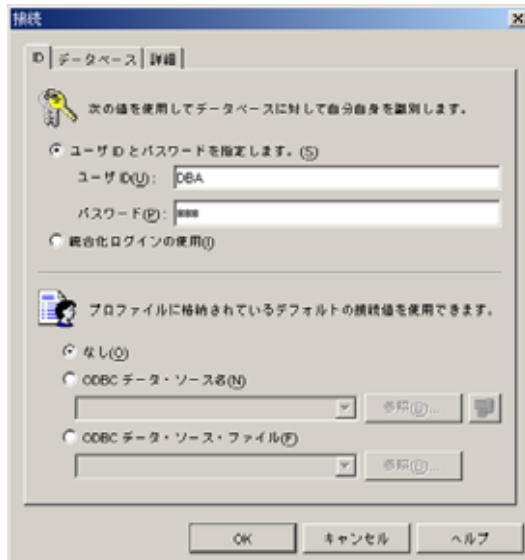 接続
ID データベース 詳細
次の値を使用してデータベースに対して自分自身を識別します。
ユーザ ID とパスワードを指定します。(S)
ユーザ ID(U): DBA
パスワード(P): ***
統合化ログインの使用(I)
プロファイルに格納されているデフォルトの接続値を使用できます。
なし(O)
ODBC データ・ソース名(N)
参照(B)...
ODBC データ・ソース・ファイル(F)
参照(B)...
OK キャンセル ヘルプ